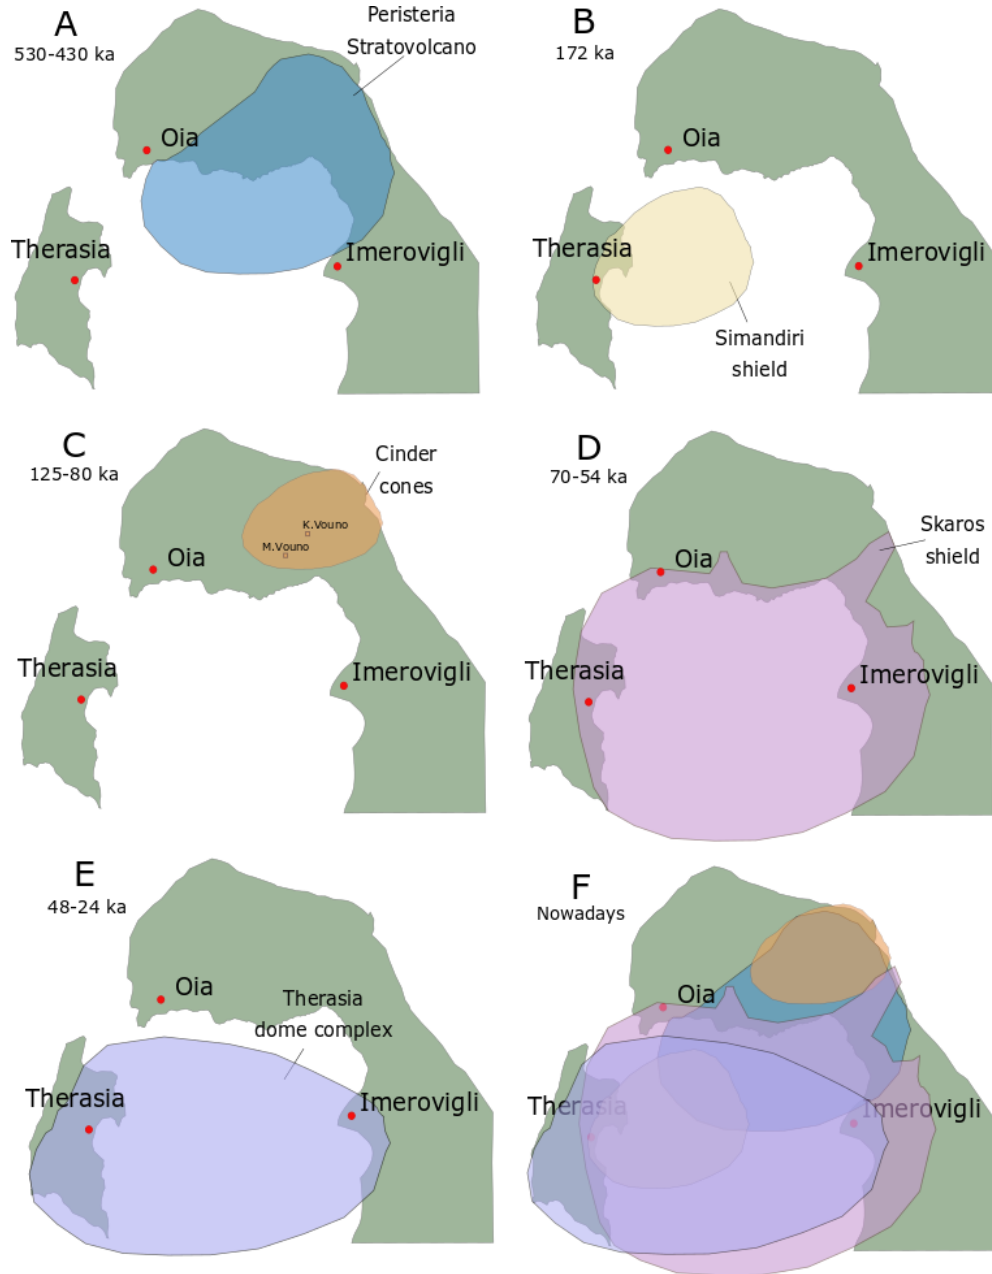 A
530-430 ka
Peristeria
Stratovolcano
Oia
Therasia
Imerovigli
B
172 ka
Oia
Therasia
Imerovigli
Simandiri
shield
C
125-80 ka
Cinder
cones
K.Vouno
M.Vouno
Oia
Therasia
Imerovigli
D
70-54 ka
Skaros
shield
Oia
Therasia
Imerovigli
E
48-24 ka
Oia
Therasia
dome complex
Therasia
Imerovigli
F
Nowadays
Oia
Therasia
Imerovigli